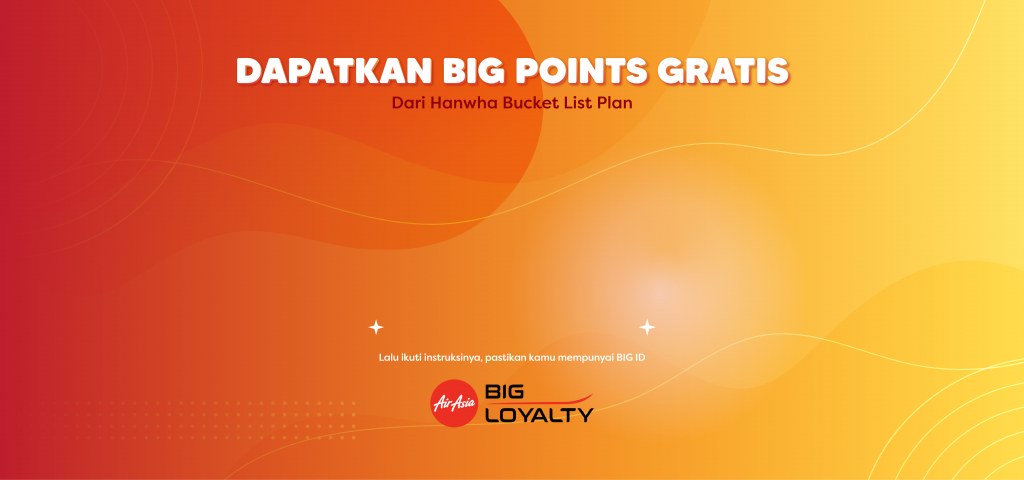 DAPATKAN BIG POINTS GRATIS
Dari Hanwha Bucket List Plan
Lalu ikuti instruksinya, pastikan kamu mempunyai BIG ID
AirAsia
BIG
LOYALTY